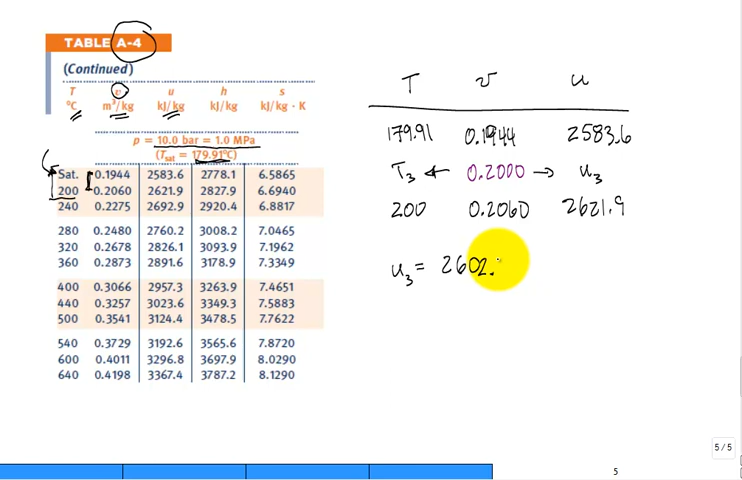 TABLE A-4
(Continued)
T v u h s
°C m³/kg kJ/kg kJ/kg kJ/kg · K
p = 10.0 bar = 1.0 MPa
(Tsat = 179.91°C)
Sat. 0.1944 2583.6 2778.1 6.5865
200 0.2060 2621.9 2827.9 6.6940
240 0.2275 2692.9 2920.4 6.8817
280 0.2480 2760.2 3008.2 7.0465
320 0.2678 2826.1 3093.9 7.1962
360 0.2873 2891.6 3178.9 7.3349
400 0.3066 2957.3 3263.9 7.4651
440 0.3257 3023.6 3349.3 7.5883
500 0.3541 3124.4 3478.5 7.7622
540 0.3729 3192.6 3565.6 7.8720
600 0.4011 3296.8 3697.9 8.0290
640 0.4198 3367.4 3787.2 8.1290
T v u
179.91 0.1944 2583.6
T₃ ← 0.2000 → u₃
200 0.2060 2621.9
u₃ = 2602.
5 / 5
5